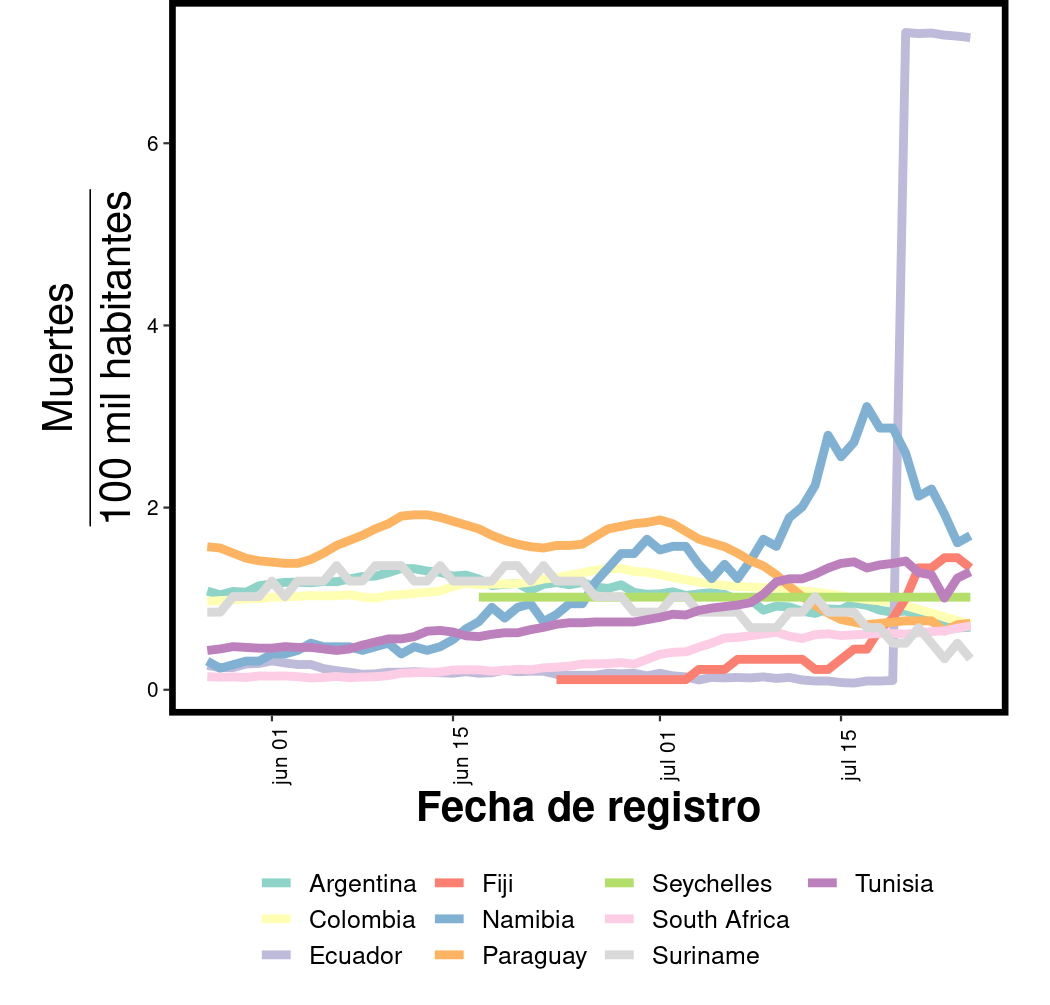 Muertes
100 mil habitantes
6
4
2
0
jun 01
jun 15
jul 01
jul 15
Fecha de registro
Argentina
Fiji
Seychelles
Tunisia
Colombia
Namibia
South Africa
Ecuador
Paraguay
Suriname